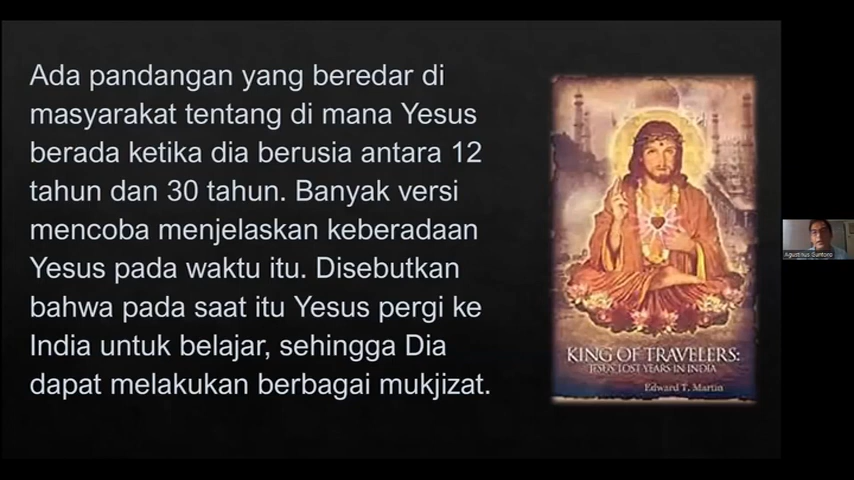 Ada pandangan yang beredar di
masyarakat tentang di mana Yesus
berada ketika dia berusia antara 12
tahun dan 30 tahun. Banyak versi
mencoba menjelaskan keberadaan
Yesus pada waktu itu. Disebutkan
bahwa pada saat itu Yesus pergi ke
India untuk belajar, sehingga Dia
dapat melakukan berbagai mukjizat.
KING OF TRAVELERS:
JESUS LOST YEARS IN INDIA
Edward T. Martin
Agustinus Guntoro